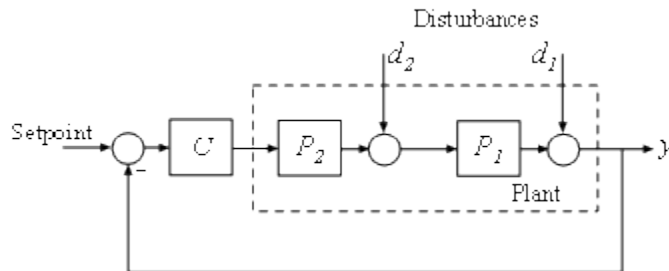 Disturbances
d2 d1
Setpoint
C P2 P1 y
−
Plant